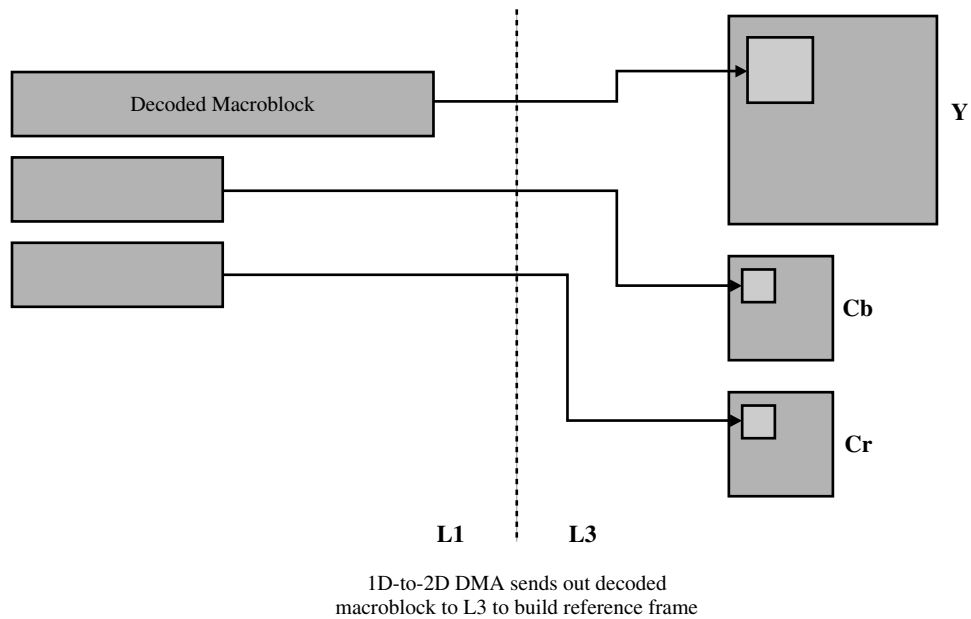 Decoded Macroblock
Y
Cb
Cr
L1
L3
1D-to-2D DMA sends out decoded
macroblock to L3 to build reference frame